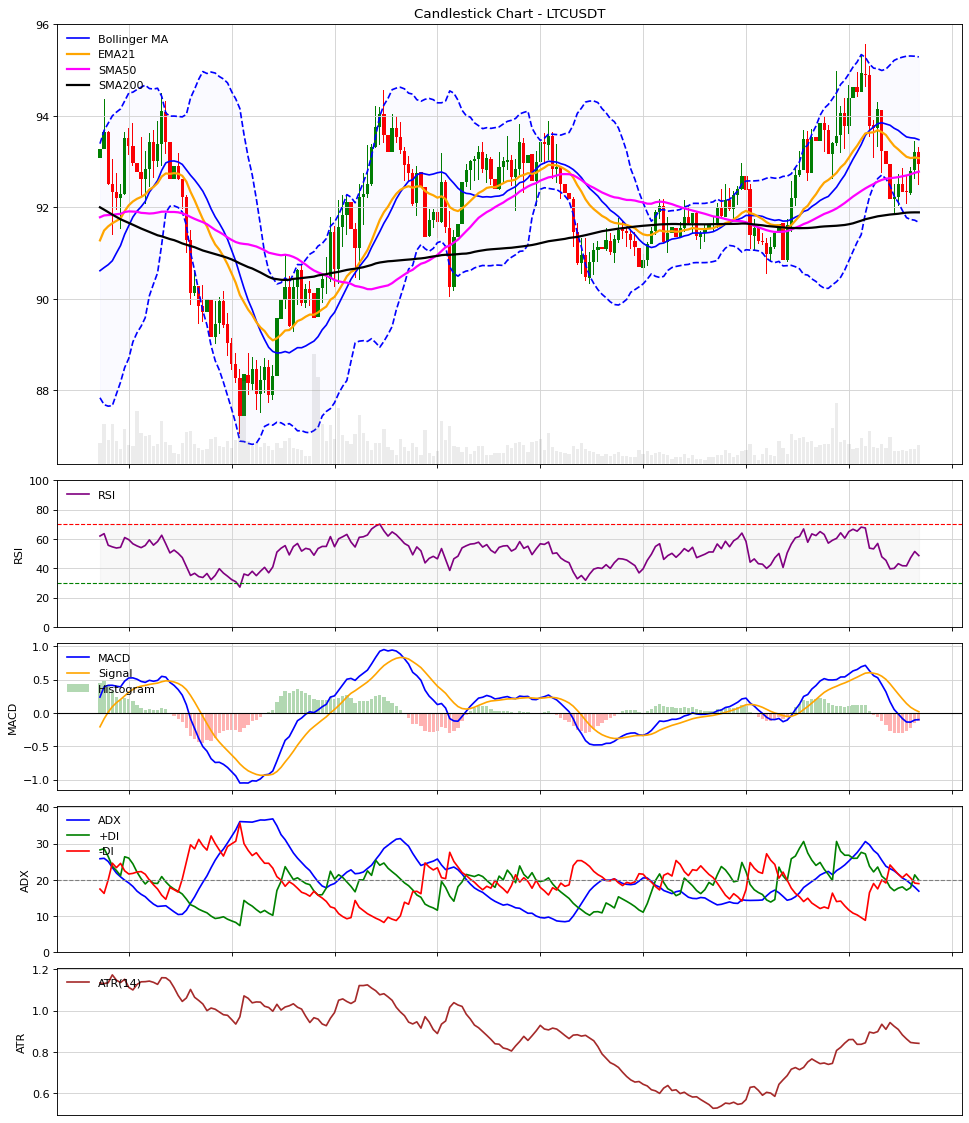 Candlestick Chart - LTCUSDT
96
94
92
90
88
Bollinger MA
EMA21
SMA50
SMA200
100
80
60
40
20
0
RSI
RSI
1.0
0.5
0.0
−0.5
−1.0
MACD
MACD
Signal
Histogram
40
30
20
10
0
ADX
ADX
+DI
-DI
1.2
1.0
0.8
0.6
ATR
ATR(14)